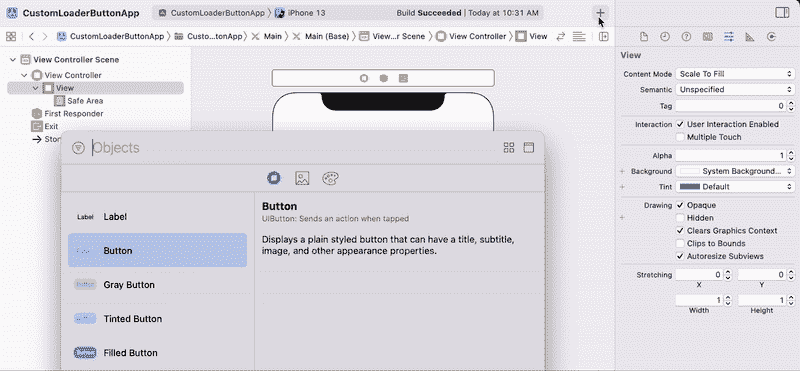 CustomLoaderButtonApp
CustomLoaderButtonApp
iPhone 13
Build Succeeded | Today at 10:31 AM
CustomLoaderButtonApp
Custo...tonApp
Main
Main (Base)
View...r Scene
View Controller
View
View Controller Scene
View Controller
View
Safe Area
First Responder
Exit
Objects
Label
Label
Button
Gray Button
Tinted Button
Filled Button
Button
UIButton: Sends an action when tapped
Displays a plain styled button that can have a title, subtitle,
image, and other appearance properties.
View
Content Mode
Scale To Fill
Semantic
Unspecified
Tag
0
Interaction
User Interaction Enabled
Multiple Touch
Alpha
1
Background
System Background...
Tint
Default
Drawing
Opaque
Hidden
Clears Graphics Context
Clips to Bounds
Autoresize Subviews
Stretching
0
0
X
Y
1
1
Width
Height